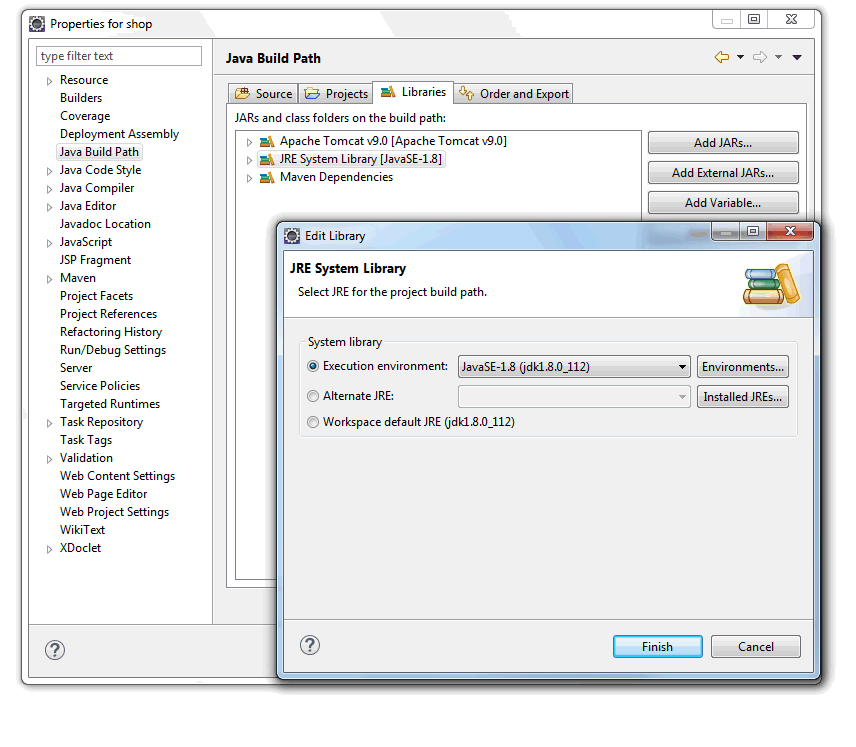 Properties for shop
type filter text
Resource
Builders
Coverage
Deployment Assembly
Java Build Path
Java Code Style
Java Compiler
Java Editor
Javadoc Location
JavaScript
JSP Fragment
Maven
Project Facets
Project References
Refactoring History
Run/Debug Settings
Server
Service Policies
Targeted Runtimes
Task Repository
Task Tags
Validation
Web Content Settings
Web Page Editor
Web Project Settings
WikiText
XDoclet
Java Build Path
Source Projects Libraries Order and Export
JARs and class folders on the build path:
Apache Tomcat v9.0 [Apache Tomcat v9.0]
JRE System Library [JavaSE-1.8]
Maven Dependencies
Add JARs...
Add External JARs...
Add Variable...
Edit Library
JRE System Library
Select JRE for the project build path.
System library
Execution environment: JavaSE-1.8 (jdk1.8.0_112) Environments...
Alternate JRE: Installed JREs...
Workspace default JRE (jdk1.8.0_112)
Finish Cancel